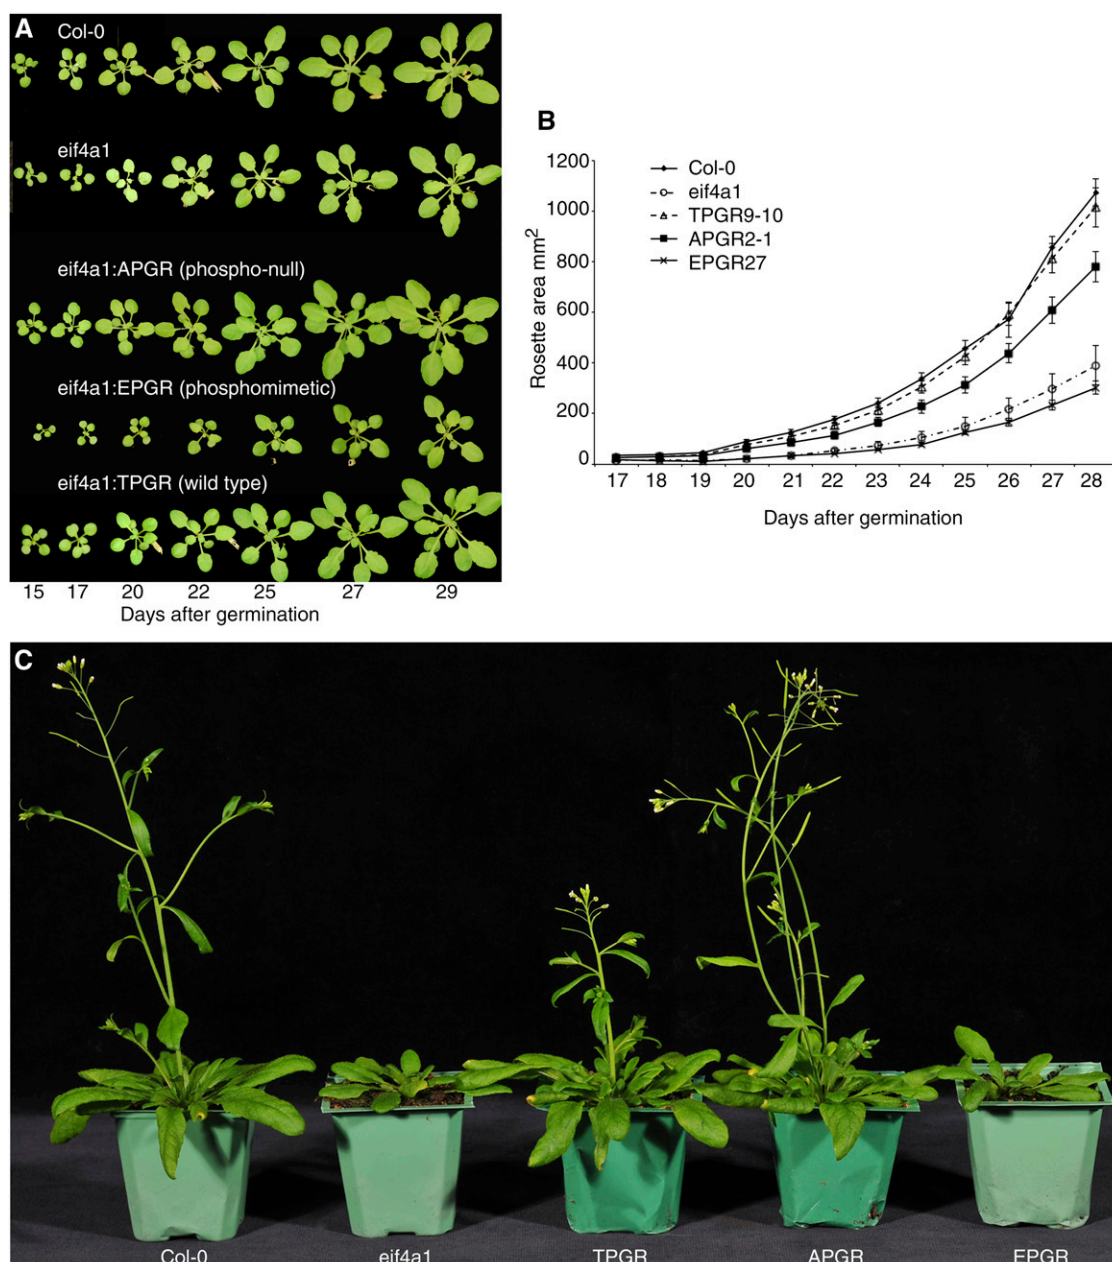 A
Col-0
eif4a1
eif4a1:APGR (phospho-null)
eif4a1:EPGR (phosphomimetic)
eif4a1:TPGR (wild type)
15 17 20 22 25 27 29
Days after germination
B
Rosette area mm2
1200
1000
800
600
400
200
0
Col-0
eif4a1
TPGR9-10
APGR2-1
EPGR27
17 18 19 20 21 22 23 24 25 26 27 28
Days after germination
C
Col-0 eif4a1 TPGR APGR EPGR